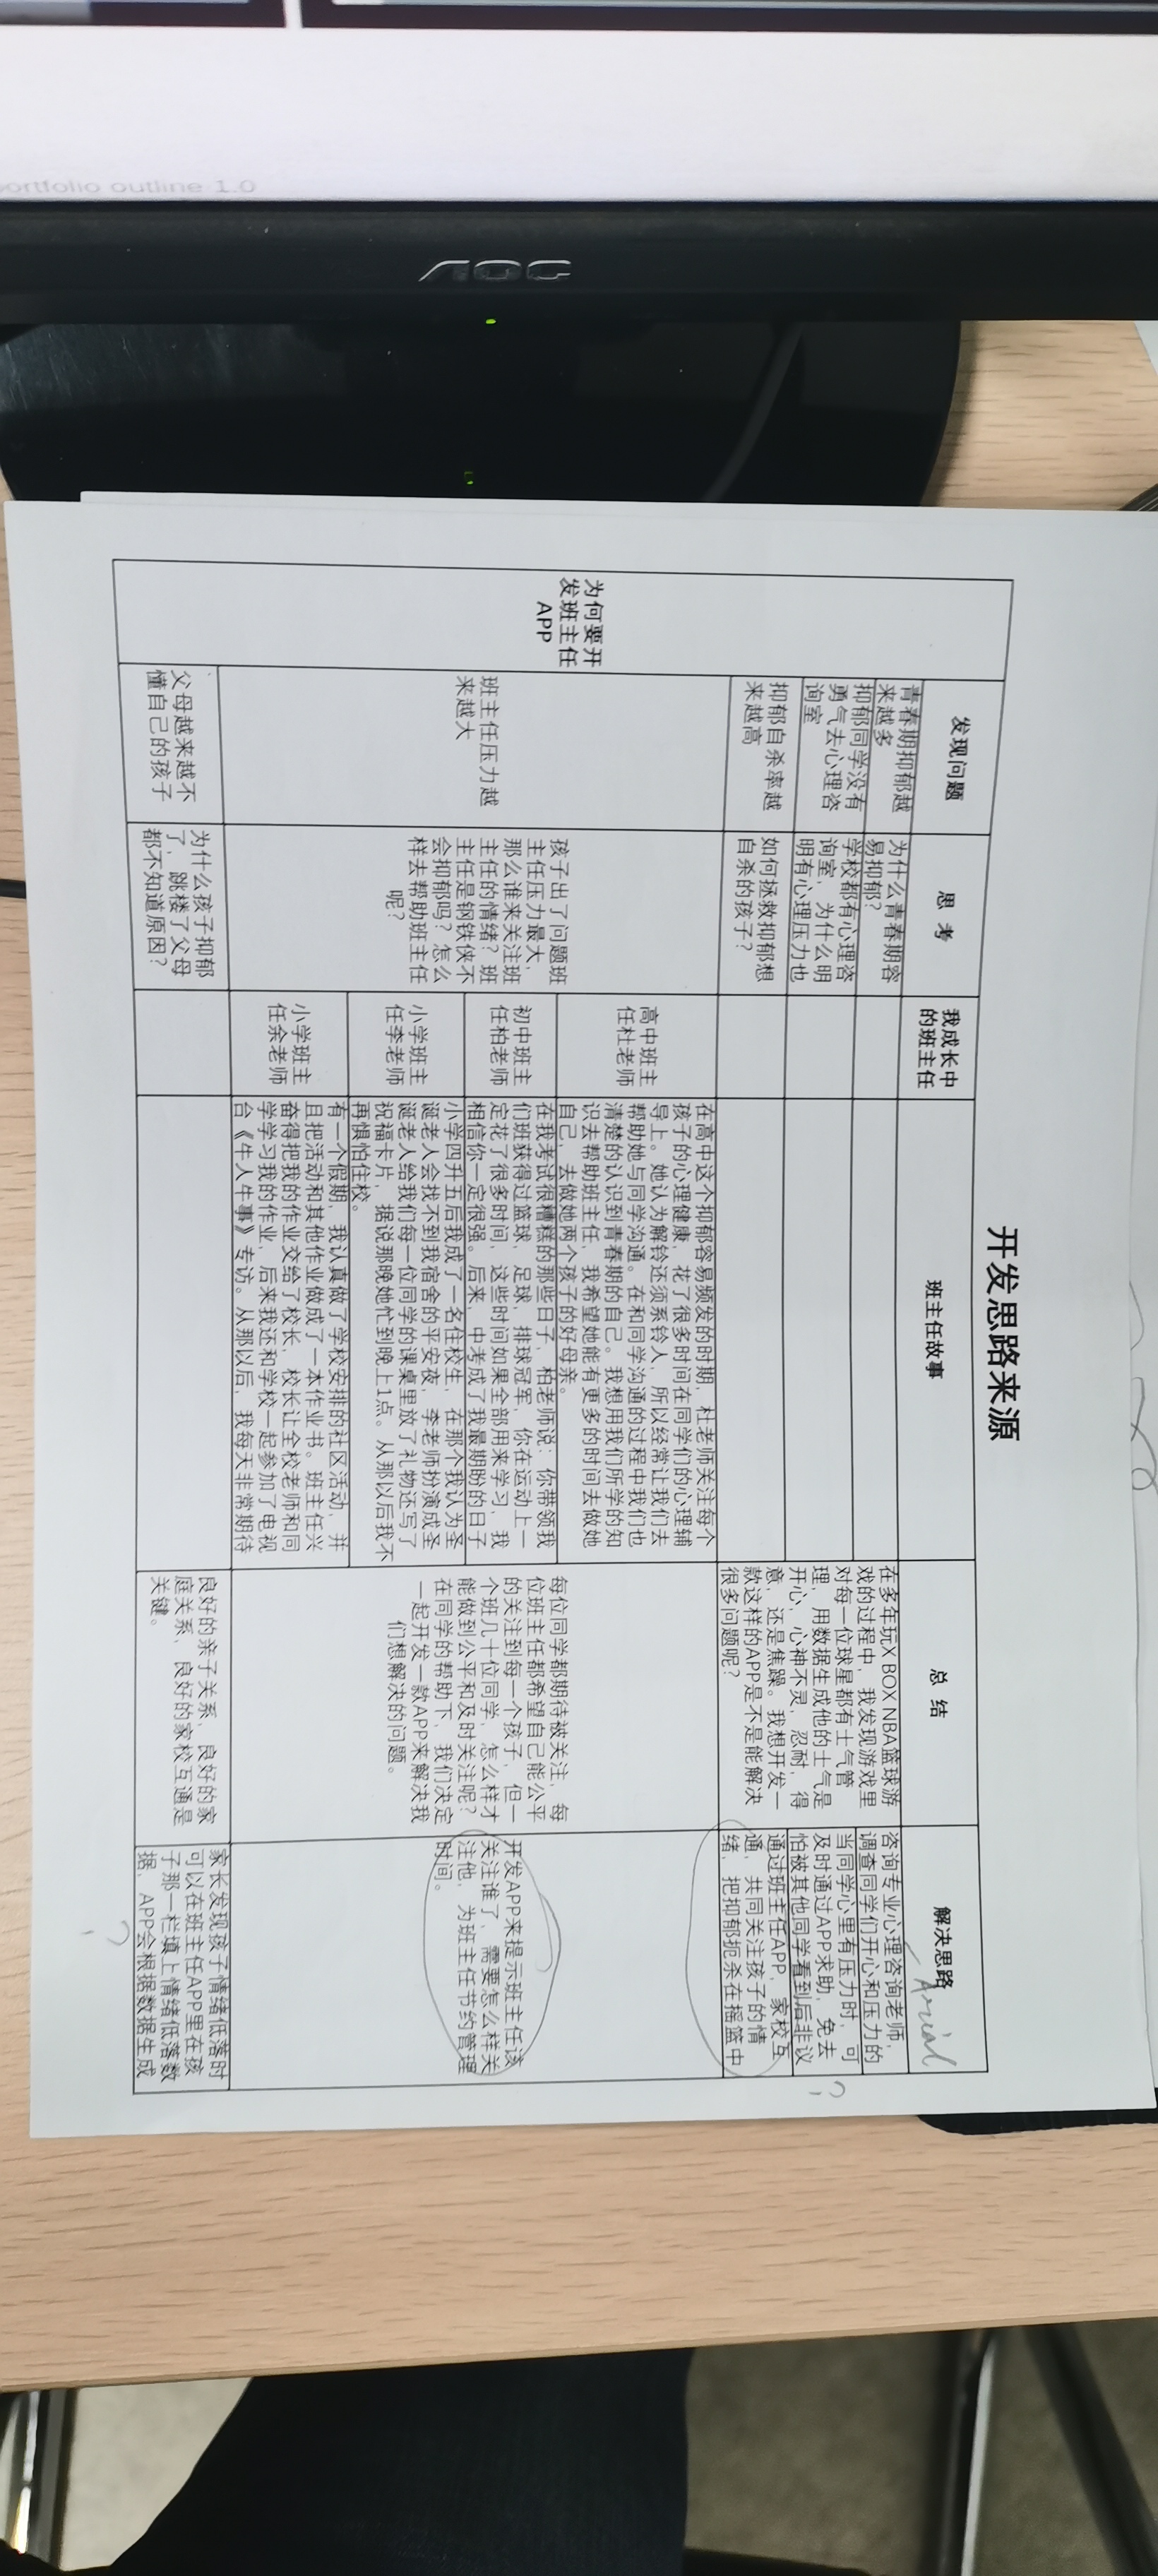 portfolio outline 1.0
AOC
开发思路来源
发现问题
思 考
我成长中
的班主任
班主任故事
总 结
解决思路
Arial
为何要开
发班主任
APP
青春期抑郁越
来越多
为什么青春期容
易抑郁?
咨询专业心理咨询老师,
调查同学们开心和压力的
抑郁同学没有
勇气去心理咨
询室
学校都有心理咨
询室,为什么明
明有心理压力也
当同学心里有压力时,可
及时通过APP求助,免去
怕被其他同学看到后非议
抑郁自杀率越
来越高
如何拯救抑郁想
自杀的孩子?
在多年玩X BOX NBA篮球游
戏的过程中,我发现游戏里
对每一位球星都有士气管
理,用数据生成他的士气是
开心,心神不灵,忍耐,得
意,还是焦躁。我想开发一
款这样的APP是不是能解决
很多问题呢?
通过班主任APP,家校互
通,共同关注孩子的情
绪,把抑郁扼杀在摇篮中
班主任压力越
来越大
孩子出了问题班
主任压力最大,
那么谁来关注班
主任的情绪?班
主任是钢铁侠不
会抑郁吗?怎么
样去帮助班主任
呢?
高中班主
任杜老师
在高中这个抑郁容易频发的时期,杜老师关注每个
孩子的心理健康,花了很多时间在同学们的心理辅
导上。她认为解铃还须系铃人,所以经常让我们去
帮助她与同学沟通。在和同学沟通的过程中我们也
清楚的认识到青春期的自己。我想用我们所学的知
识去帮助班主任,我希望她能有更多的时间去做她
自己,去做她两个孩子的好母亲。
初中班主
任柏老师
在我考试很糟糕的那些日子,柏老师说:你带领我
们班获得过篮球,足球,排球冠军,你在运动上一
定花了很多时间,这些时间如果全部用来学习,我
相信你一定很强。后来,中考成了我最期盼的日子
小学班主
任李老师
小学四升五后我成了一名住校生,在那个我认为圣
诞老人会找不到我宿舍的平安夜,李老师扮演成圣
诞老人给我们每一位同学的课桌里放了礼物还写了
祝福卡片,据说那晚她忙到晚上1点。从那以后我不
再惧怕住校。
小学班主
任余老师
有一个假期,我认真做了学校安排的社区活动,并
且把活动和其他作业做成了一本作业书。班主任兴
奋得把我的作业交给了校长,校长让全校老师和同
学学习我的作业,后来我还和学校一起参加了电视
台《牛人牛事》专访。从那以后,我每天非常期待
每位同学都期待被关注,每
位班主任都希望自己能公平
的关注到每一个孩子,但一
个班几十位同学,怎么样才
能做到公平和及时关注呢?
在同学的帮助下,我们决定
一起开发一款APP来解决我
们想解决的问题。
开发APP来提示班主任该
关注谁了,需要怎么样关
注他,为班主任节约管理
时间。
父母越来越不
懂自己的孩子
为什么孩子抑郁
了,跳楼了父母
都不知道原因?
良好的亲子关系,良好的家
庭关系,良好的家校互通是
关键。
家长发现孩子情绪低落时
可以在班主任APP里在孩
子那一栏填上情绪低落数
据,APP会根据数据生成